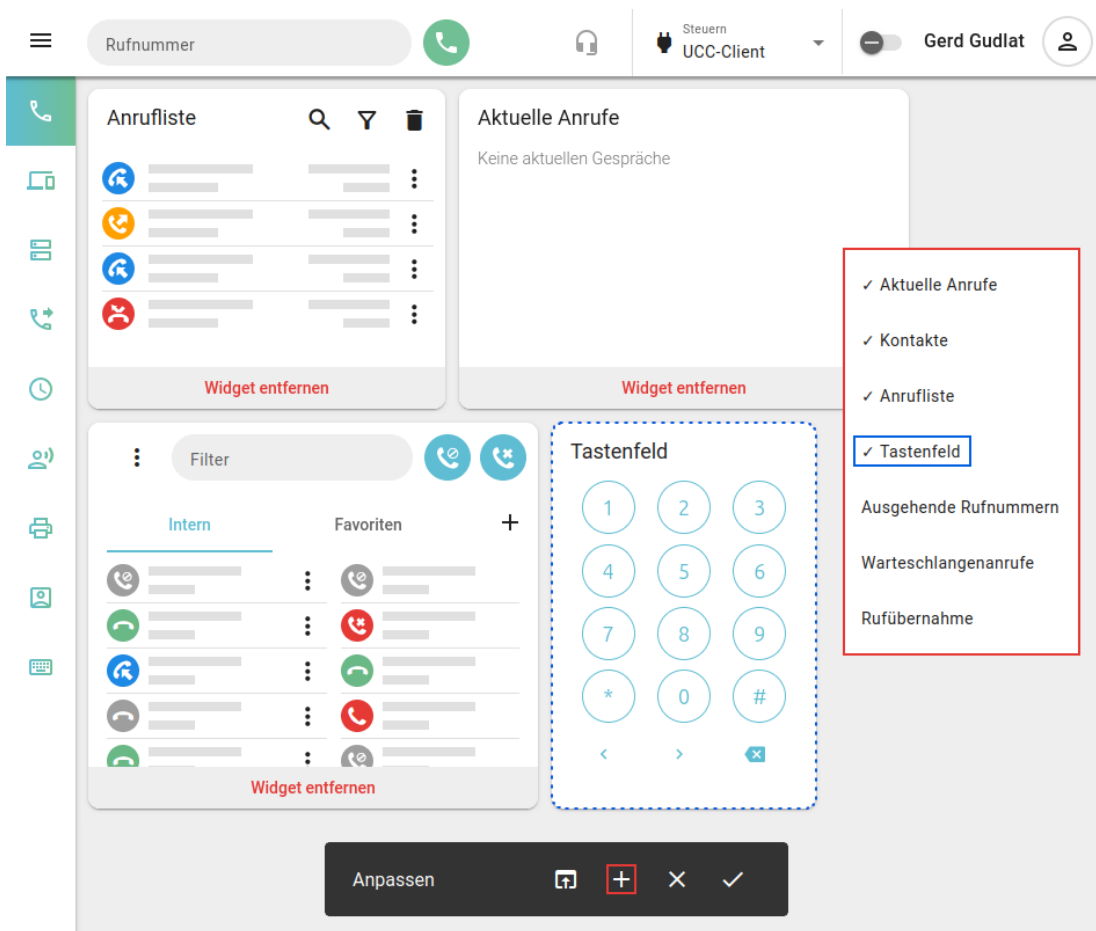 Rufnummer
Steuern
UCC-Client
Gerd Gudlat
Anrufliste
Widget entfernen
Aktuelle Anrufe
Keine aktuellen Gespräche
Widget entfernen
✓ Aktuelle Anrufe
✓ Kontakte
✓ Anrufliste
✓ Tastenfeld
Ausgehende Rufnummern
Warteschlangenanrufe
Rufübernahme
Filter
Intern Favoriten +
Widget entfernen
Tastenfeld
1 2 3
4 5 6
7 8 9
* 0 #
Anpassen